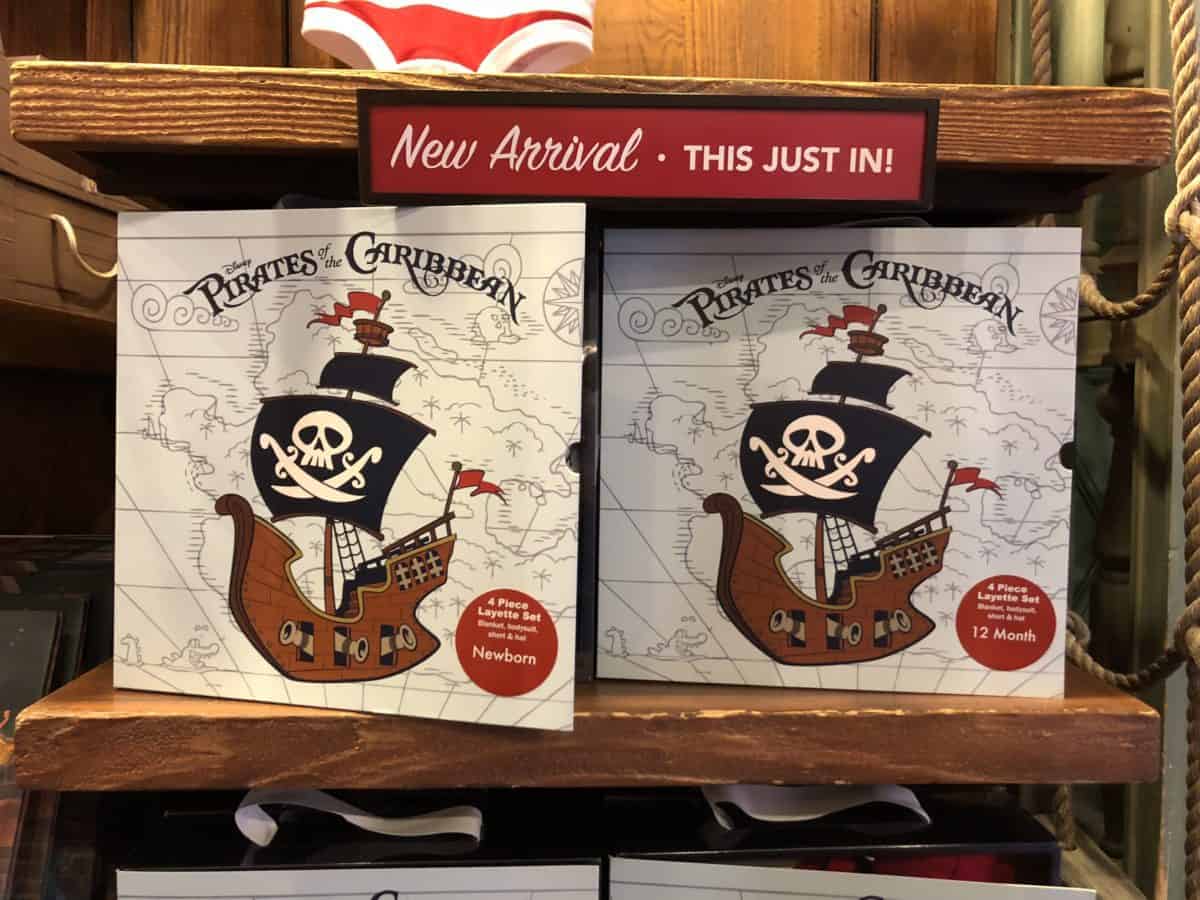 New Arrival · THIS JUST IN!
Disney
PIRATES of the CARIBBEAN
4 Piece
Layette Set
Blanket, bodysuit,
short & hat
Newborn
Disney
PIRATES of the CARIBBEAN
4 Piece
Layette Set
Blanket, bodysuit,
short & hat
12 Month